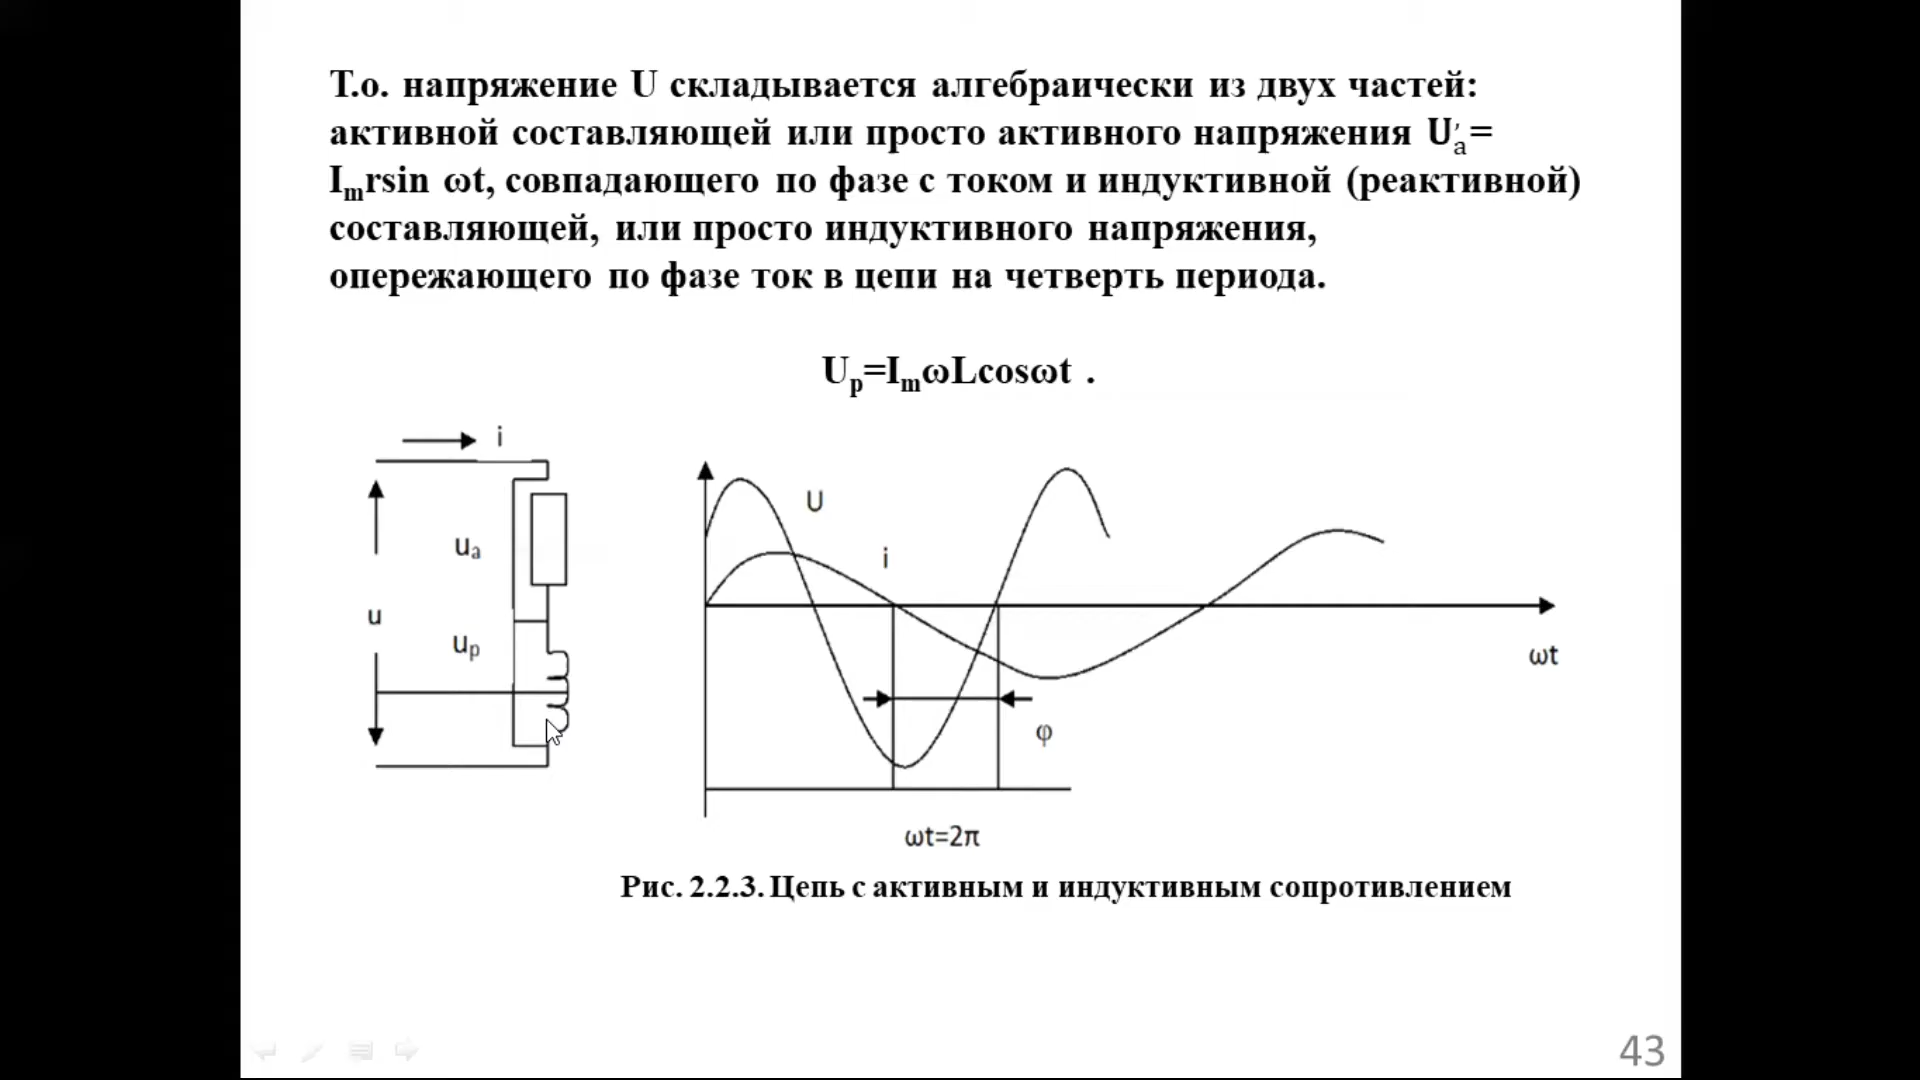 Т.о. напряжение U складывается алгебраически из двух частей:
активной составляющей или просто активного напряжения U′a=
Imrsin ωt, совпадающего по фазе с током и индуктивной (реактивной)
составляющей, или просто индуктивного напряжения,
опережающего по фазе ток в цепи на четверть периода.
Uр=ImωLcosωt .
i
ua
u
up
U
i
ωt
φ
ωt=2π
Рис. 2.2.3. Цепь с активным и индуктивным сопротивлением
43